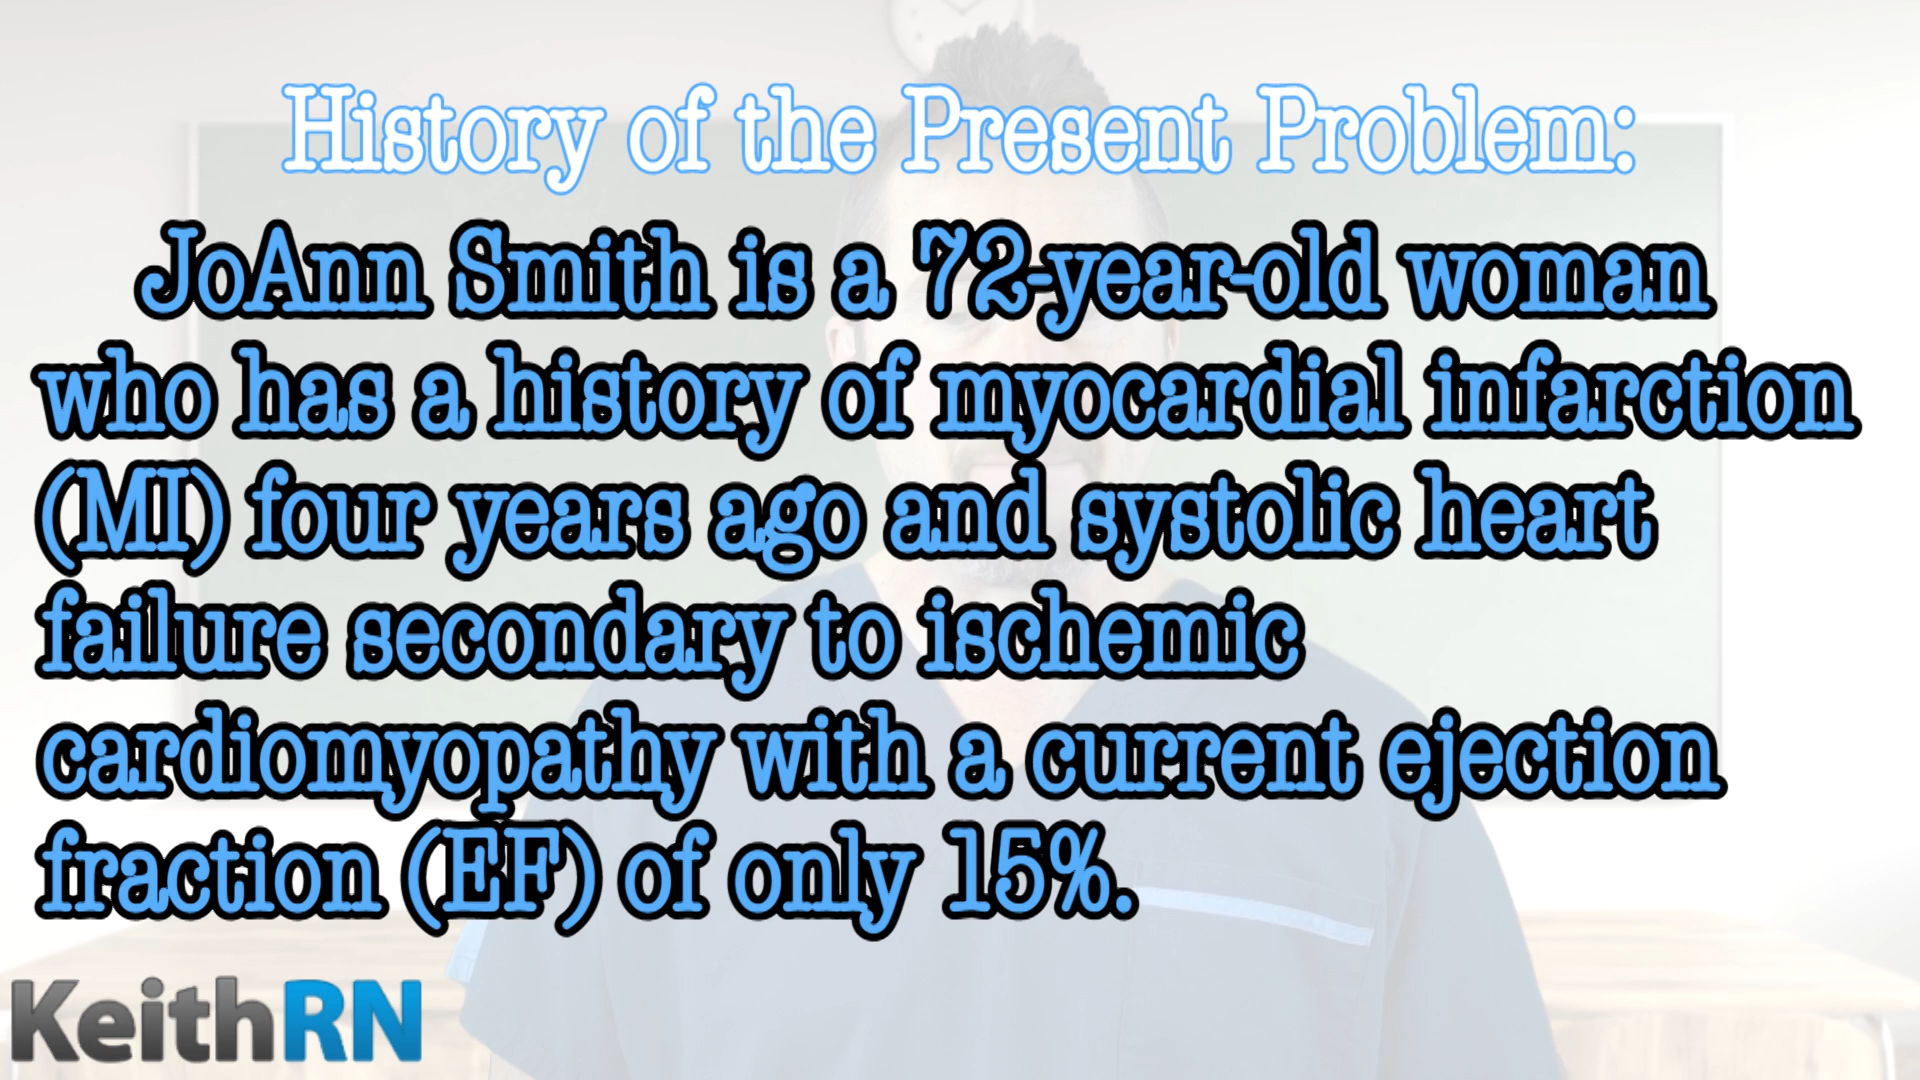 History of the Present Problem:
JoAnn Smith is a 72-year-old woman
who has a history of myocardial infarction
(MI) four years ago and systolic heart
failure secondary to ischemic
cardiomyopathy with a current ejection
fraction (EF) of only 15%.
KeithRN